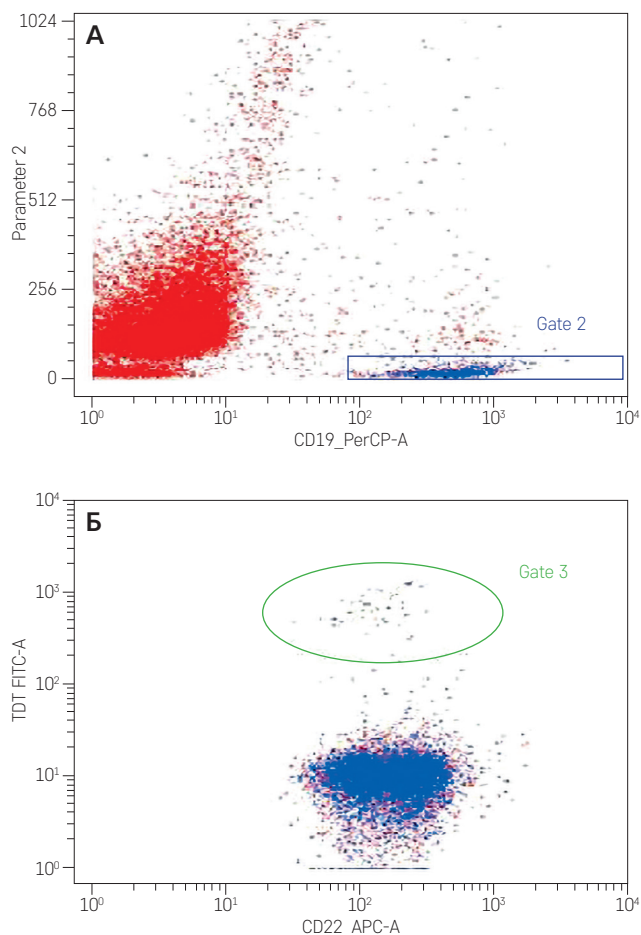 А
1024
768
512
256
0
Parameter 2
Gate 2
10⁰
10¹
10²
10³
10⁴
CD19_PerCP-A
Б
10⁴
10³
10²
10¹
10⁰
TDT FITC-A
Gate 3
10⁰
10¹
10²
10³
10⁴
CD22 APC-A